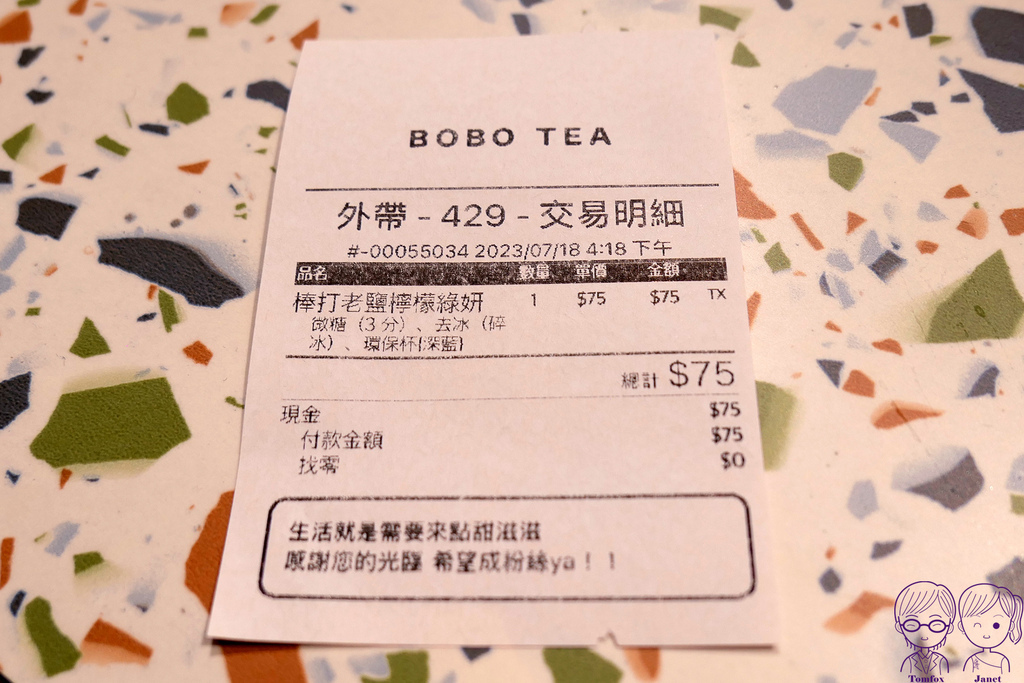 BOBO TEA
外帶 - 429 - 交易明細
#-00055034 2023/07/18 4:18 下午
品名 數量 單價 金額
棒打老鹽檸檬綠妍 1 $75 $75 TX
微糖（3 分）、去冰（碎
冰）、環保杯{深藍}
總計 $75
現金 $75
付款金額 $75
找零 $0
生活就是需要來點甜滋滋
感謝您的光臨 希望成粉絲ya！！
Tomfox Janet